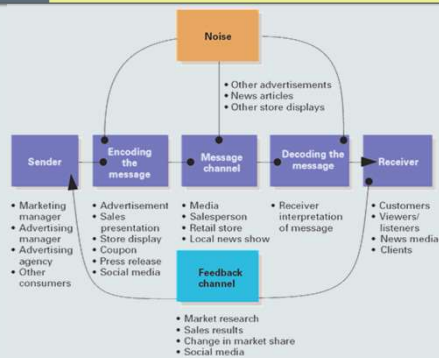 Noise
• Other advertisements
• News articles
• Other store displays
Sender
Encoding
the
message
Message
channel
Decoding the
message
Receiver
• Marketing
manager
• Advertising
manager
• Advertising
agency
• Other
consumers
• Advertisement
• Sales
presentation
• Store display
• Coupon
• Press release
• Social media
• Media
• Salesperson
• Retail store
• Local news show
• Receiver
interpretation
of message
• Customers
• Viewers/
listeners
• News media
• Clients
Feedback
channel
• Market research
• Sales results
• Change in market share
• Social media